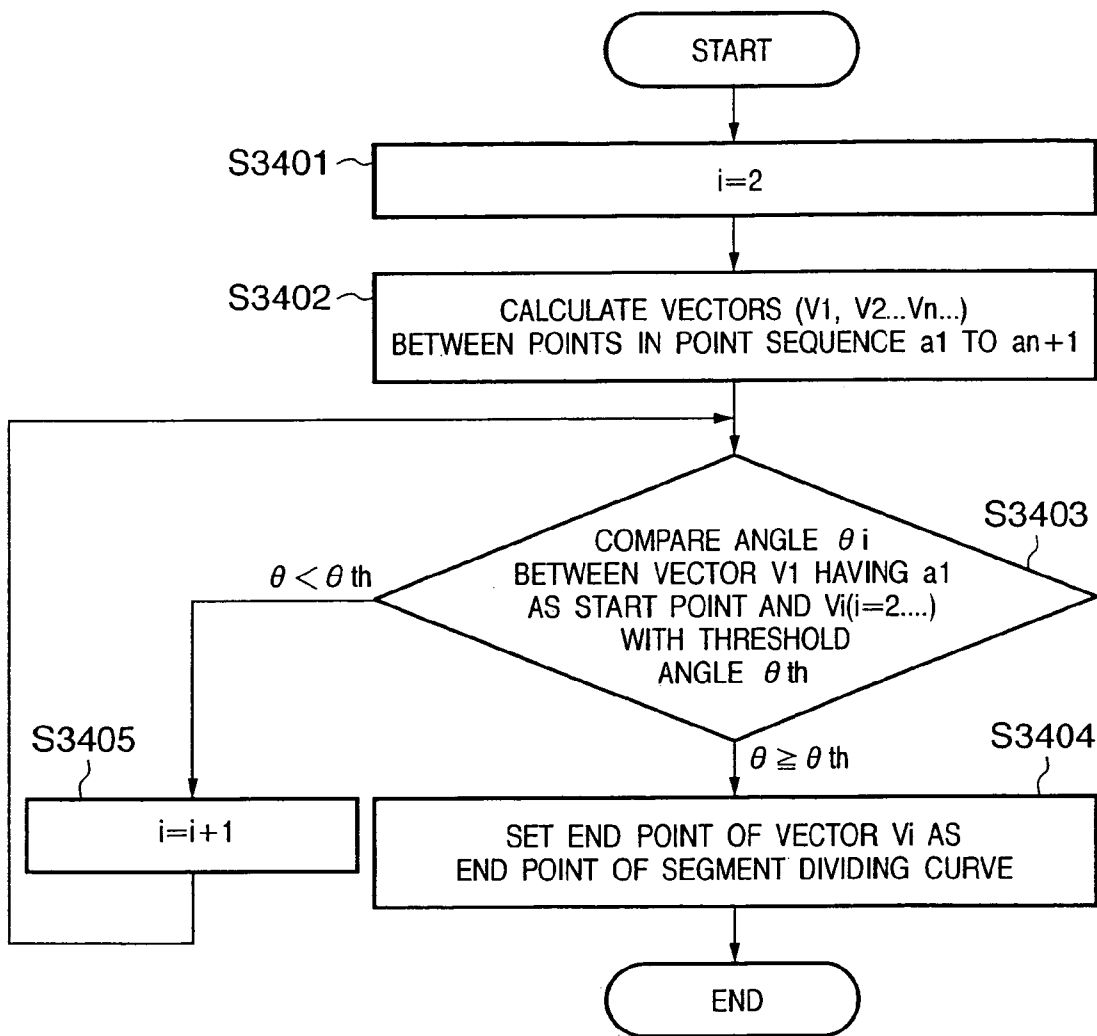 START
S3401
i=2
S3402
CALCULATE VECTORS (V1, V2...Vn...)
BETWEEN POINTS IN POINT SEQUENCE a1 TO an+1
S3403
COMPARE ANGLE θi
BETWEEN VECTOR V1 HAVING a1
AS START POINT AND Vi(i=2....)
WITH THRESHOLD
ANGLE θth
θ < θth
θ ≧ θth
S3405
i=i+1
S3404
SET END POINT OF VECTOR Vi AS
END POINT OF SEGMENT DIVIDING CURVE
END